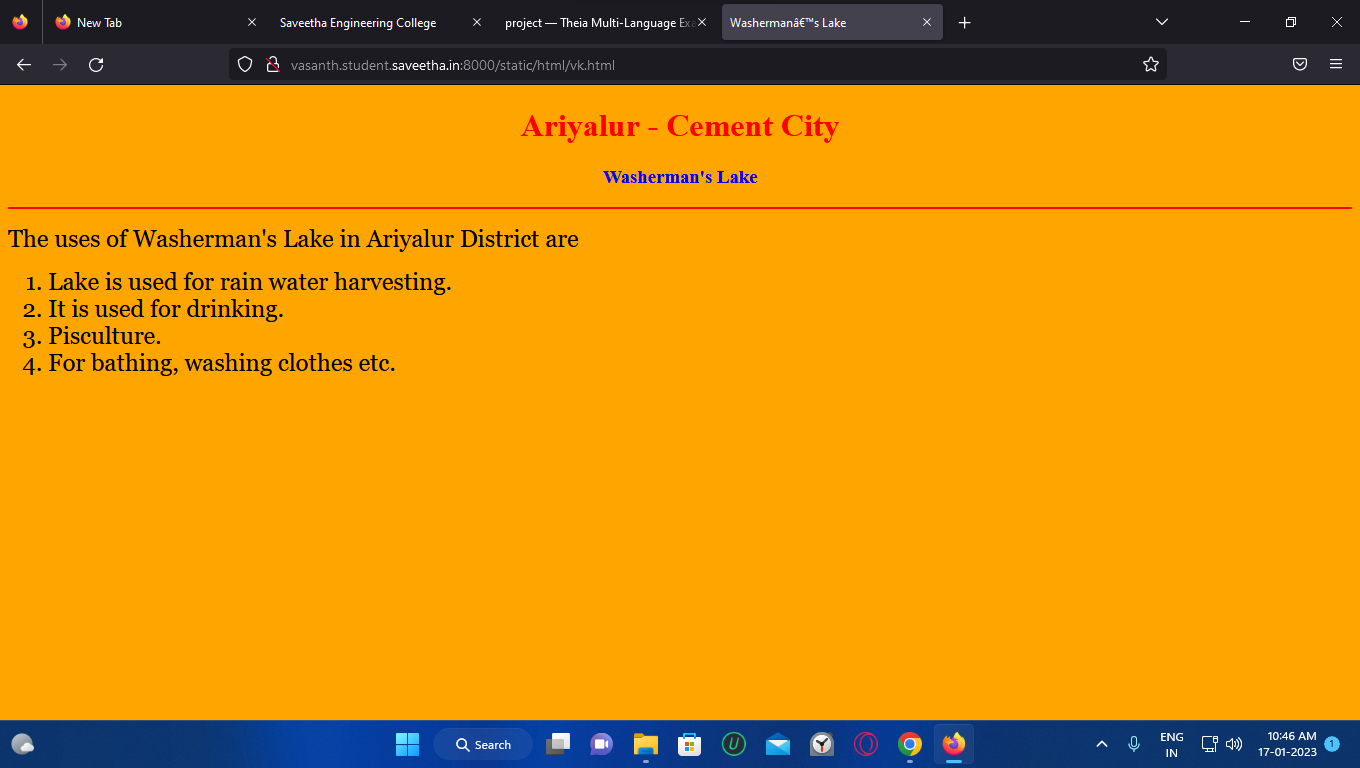 New Tab
Saveetha Engineering College
project — Theia Multi-Language Exa
Washermanâ€™s Lake
vasanth.student.saveetha.in:8000/static/html/vk.html
Ariyalur - Cement City
Washerman's Lake
The uses of Washerman's Lake in Ariyalur District are
1. Lake is used for rain water harvesting.
2. It is used for drinking.
3. Pisculture.
4. For bathing, washing clothes etc.
Search
ENG
IN
10:46 AM
17-01-2023
1